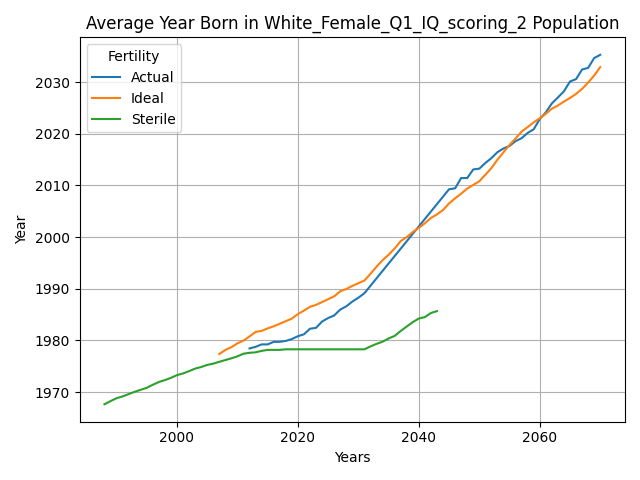 Average Year Born in White_Female_Q1_IQ_scoring_2 Population
Fertility
Actual
Ideal
Sterile
Year
2030
2020
2010
2000
1990
1980
1970
2000
2020
2040
2060
Years